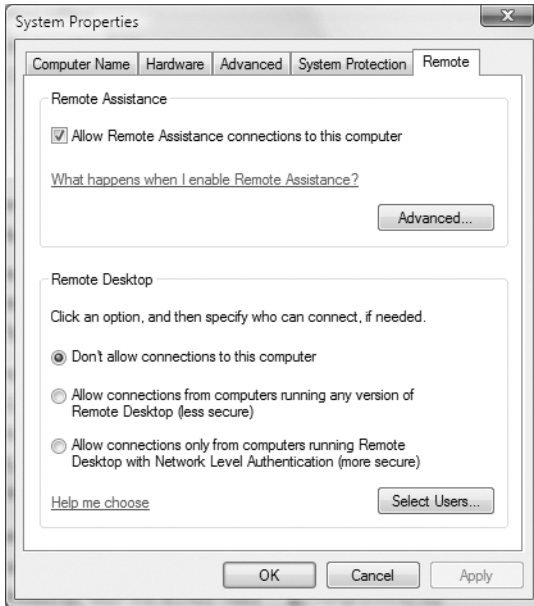 System Properties
Computer Name
Hardware
Advanced
System Protection
Remote
Remote Assistance
Allow Remote Assistance connections to this computer
What happens when I enable Remote Assistance?
Advanced...
Remote Desktop
Click an option, and then specify who can connect, if needed.
Don't allow connections to this computer
Allow connections from computers running any version of
Remote Desktop (less secure)
Allow connections only from computers running Remote
Desktop with Network Level Authentication (more secure)
Help me choose
Select Users...
OK
Cancel
Apply